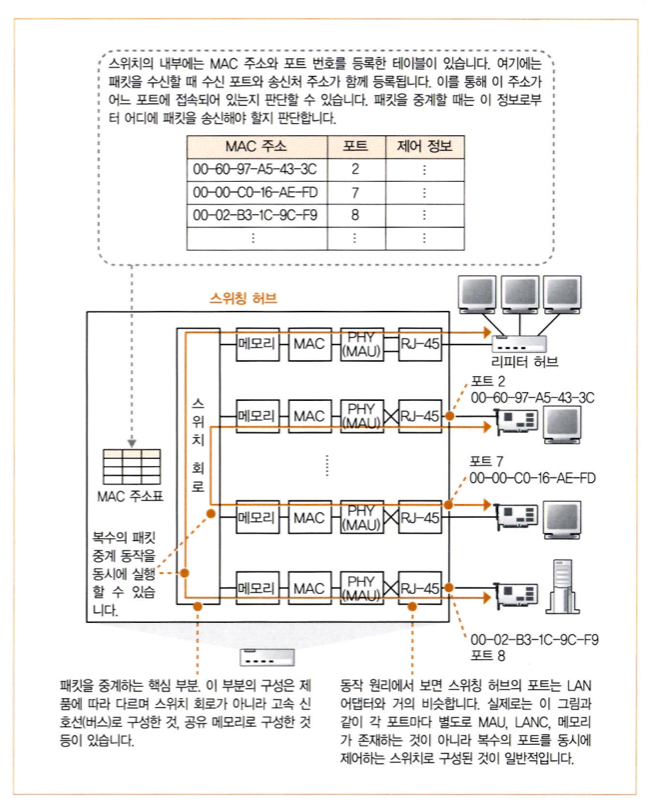 스위치의 내부에는 MAC 주소와 포트 번호를 등록한 테이블이 있습니다. 여기에는
패킷을 수신할 때 수신 포트와 송신처 주소가 함께 등록됩니다. 이를 통해 이 주소가
어느 포트에 접속되어 있는지 판단할 수 있습니다. 패킷을 중계할 때는 이 정보로부
터 어디에 패킷을 송신해야 할지 판단합니다.
MAC 주소 포트 제어 정보
00-60-97-A5-43-3C 2 ⋮
00-00-C0-16-AE-FD 7 ⋮
00-02-B3-1C-9C-F9 8 ⋮
⋮ ⋮ ⋮
스위칭 허브
메모리 MAC PHY (MAU) RJ-45
리피터 허브
포트 2
00-60-97-A5-43-3C
메모리 MAC PHY (MAU) RJ-45
스위치 회로
MAC 주소표
포트 7
00-00-C0-16-AE-FD
메모리 MAC PHY (MAU) RJ-45
복수의 패킷
중계 동작을
동시에 실행
할 수 있습
니다.
메모리 MAC PHY (MAU) RJ-45
00-02-B3-1C-9C-F9
포트 8
패킷을 중계하는 핵심 부분. 이 부분의 구성은 제
품에 따라 다르며 스위치 회로가 아니라 고속 신
호선(버스)로 구성한 것, 공유 메모리로 구성한 것
등이 있습니다.
동작 원리에서 보면 스위칭 허브의 포트는 LAN
어댑터와 거의 비슷합니다. 실제로는 이 그림과
같이 각 포트마다 별도로 MAU, LANC, 메모리
가 존재하는 것이 아니라 복수의 포트를 동시에
제어하는 스위치로 구성된 것이 일반적입니다.